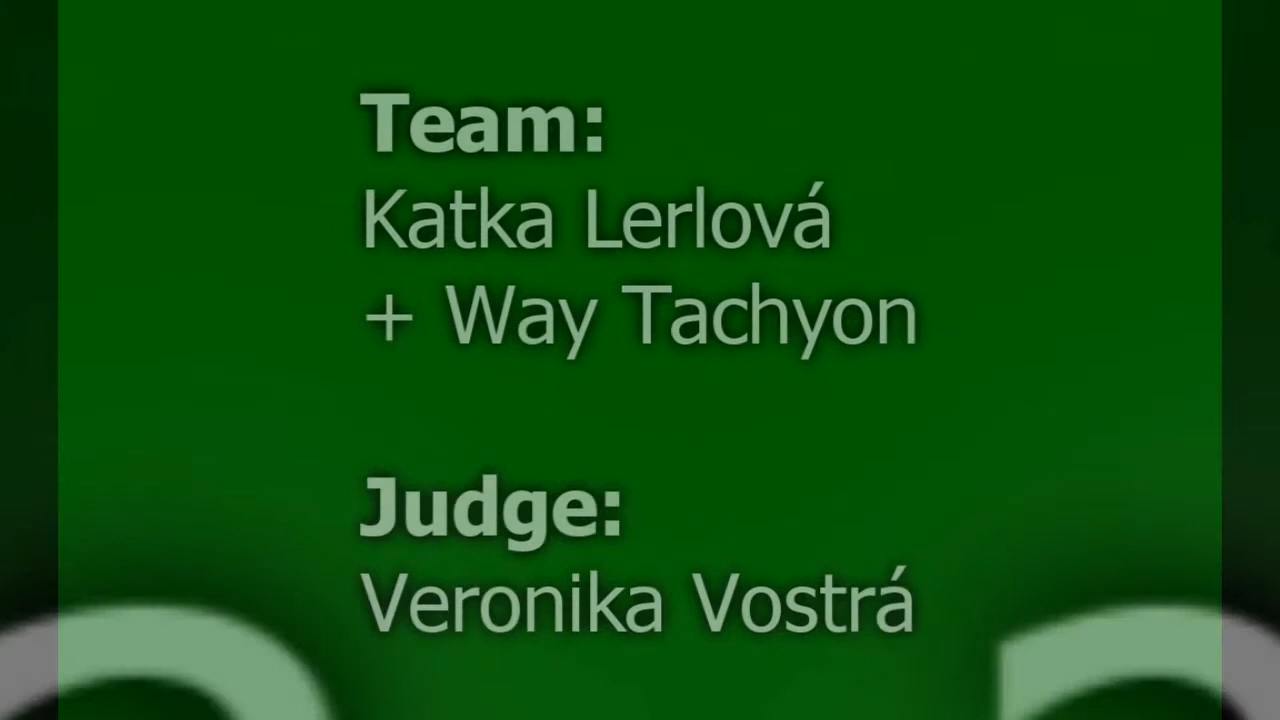 Team:
Katka Lerlová
+ Way Tachyon
Judge:
Veronika Vostrá